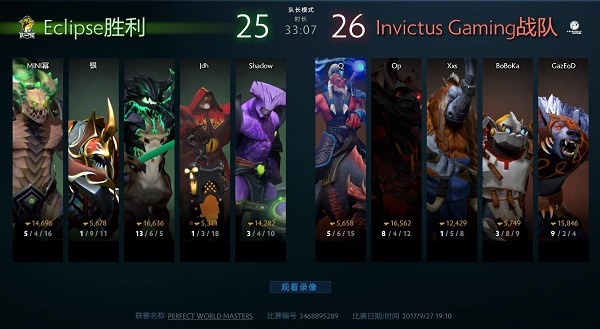 Eclipse胜利 25 队长模式 26 Invictus Gaming战队
时长
33:07
MINI幂 银 Jdh Shadow Q Op Xxs BoBoKa GazEoD
14,696 5,678 16,636 5,311 14,282 5,658 16,562 12,429 5,749 15,846
5 / 4 / 16 1 / 9 / 11 13 / 6 / 5 1 / 3 / 18 3 / 4 / 10 5 / 6 / 15 8 / 4 / 12 1 / 5 / 8 3 / 8 / 9 9 / 2 / 4
观看录像
联赛名称 PERFECT WORLD MASTERS 比赛编号 3468895289 比赛日期/时间 2017/9/27 19:10